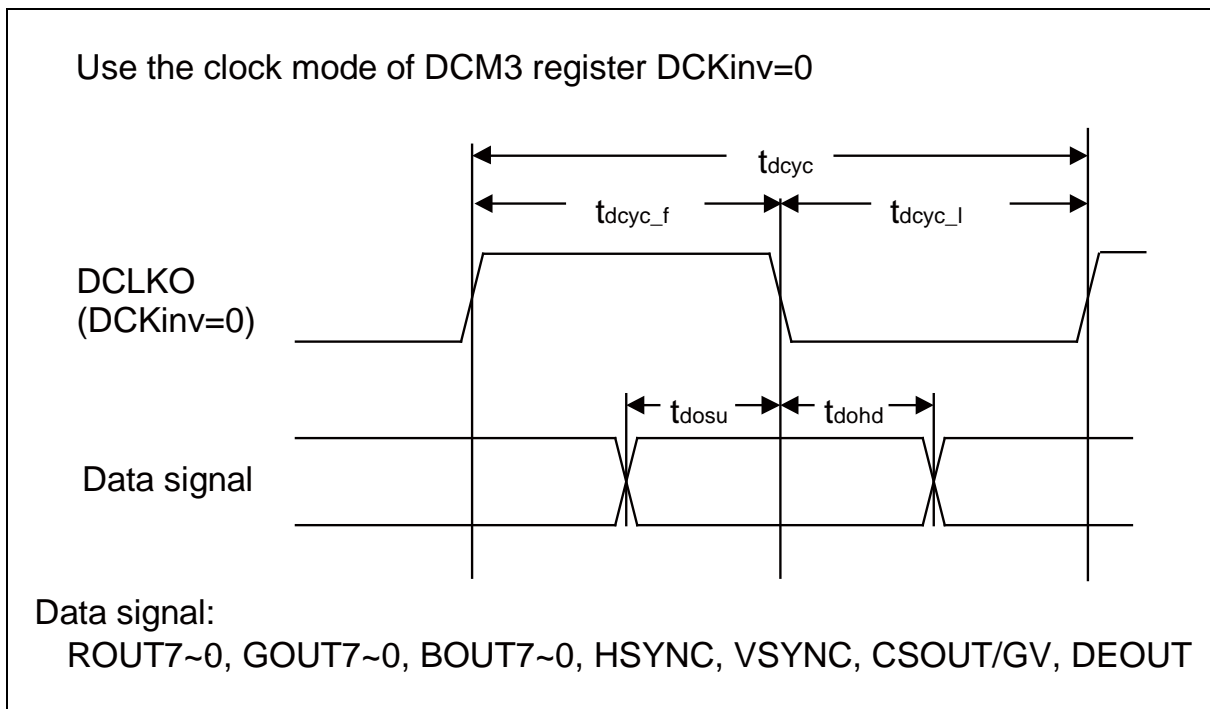 Use the clock mode of DCM3 register DCKinv=0
tdcyc
tdcyc_f
tdcyc_l
DCLKO
(DCKinv=0)
tdosu
tdohd
Data signal
Data signal:
ROUT7~0, GOUT7~0, BOUT7~0, HSYNC, VSYNC, CSOUT/GV, DEOUT